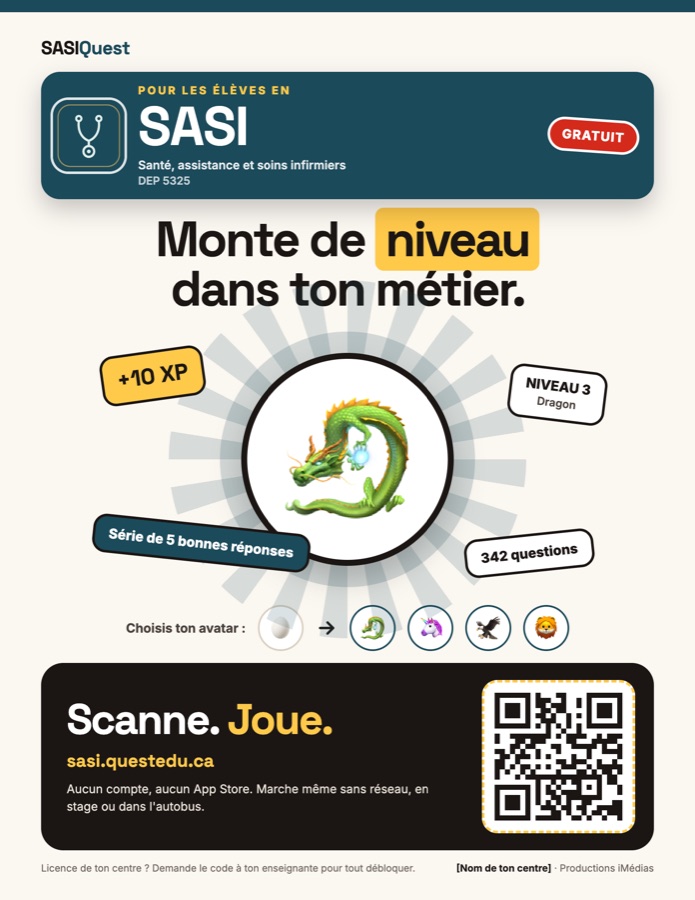 SASIQuest
POUR LES ÉLÈVES EN
SASI
Santé, assistance et soins infirmiers
DEP 5325
GRATUIT
Monte de niveau
dans ton métier.
+10 XP
NIVEAU 3
Dragon
Série de 5 bonnes réponses
342 questions
Choisis ton avatar : →
Scanne. Joue.
sasi.questedu.ca
Aucun compte, aucun App Store. Marche même sans réseau, en
stage ou dans l'autobus.
Licence de ton centre ? Demande le code à ton enseignante pour tout débloquer.
[Nom de ton centre] · Productions iMédias